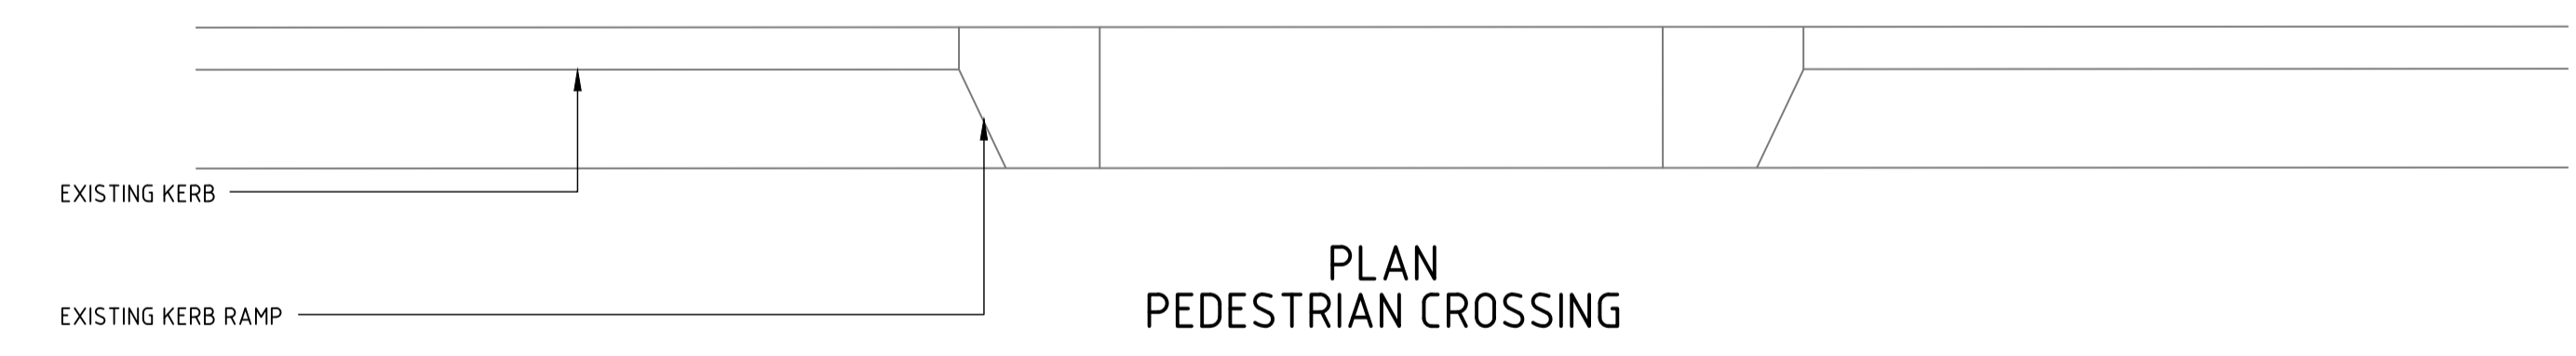 EXISTING KERB
EXISTING KERB RAMP
PLAN
PEDESTRIAN CROSSING